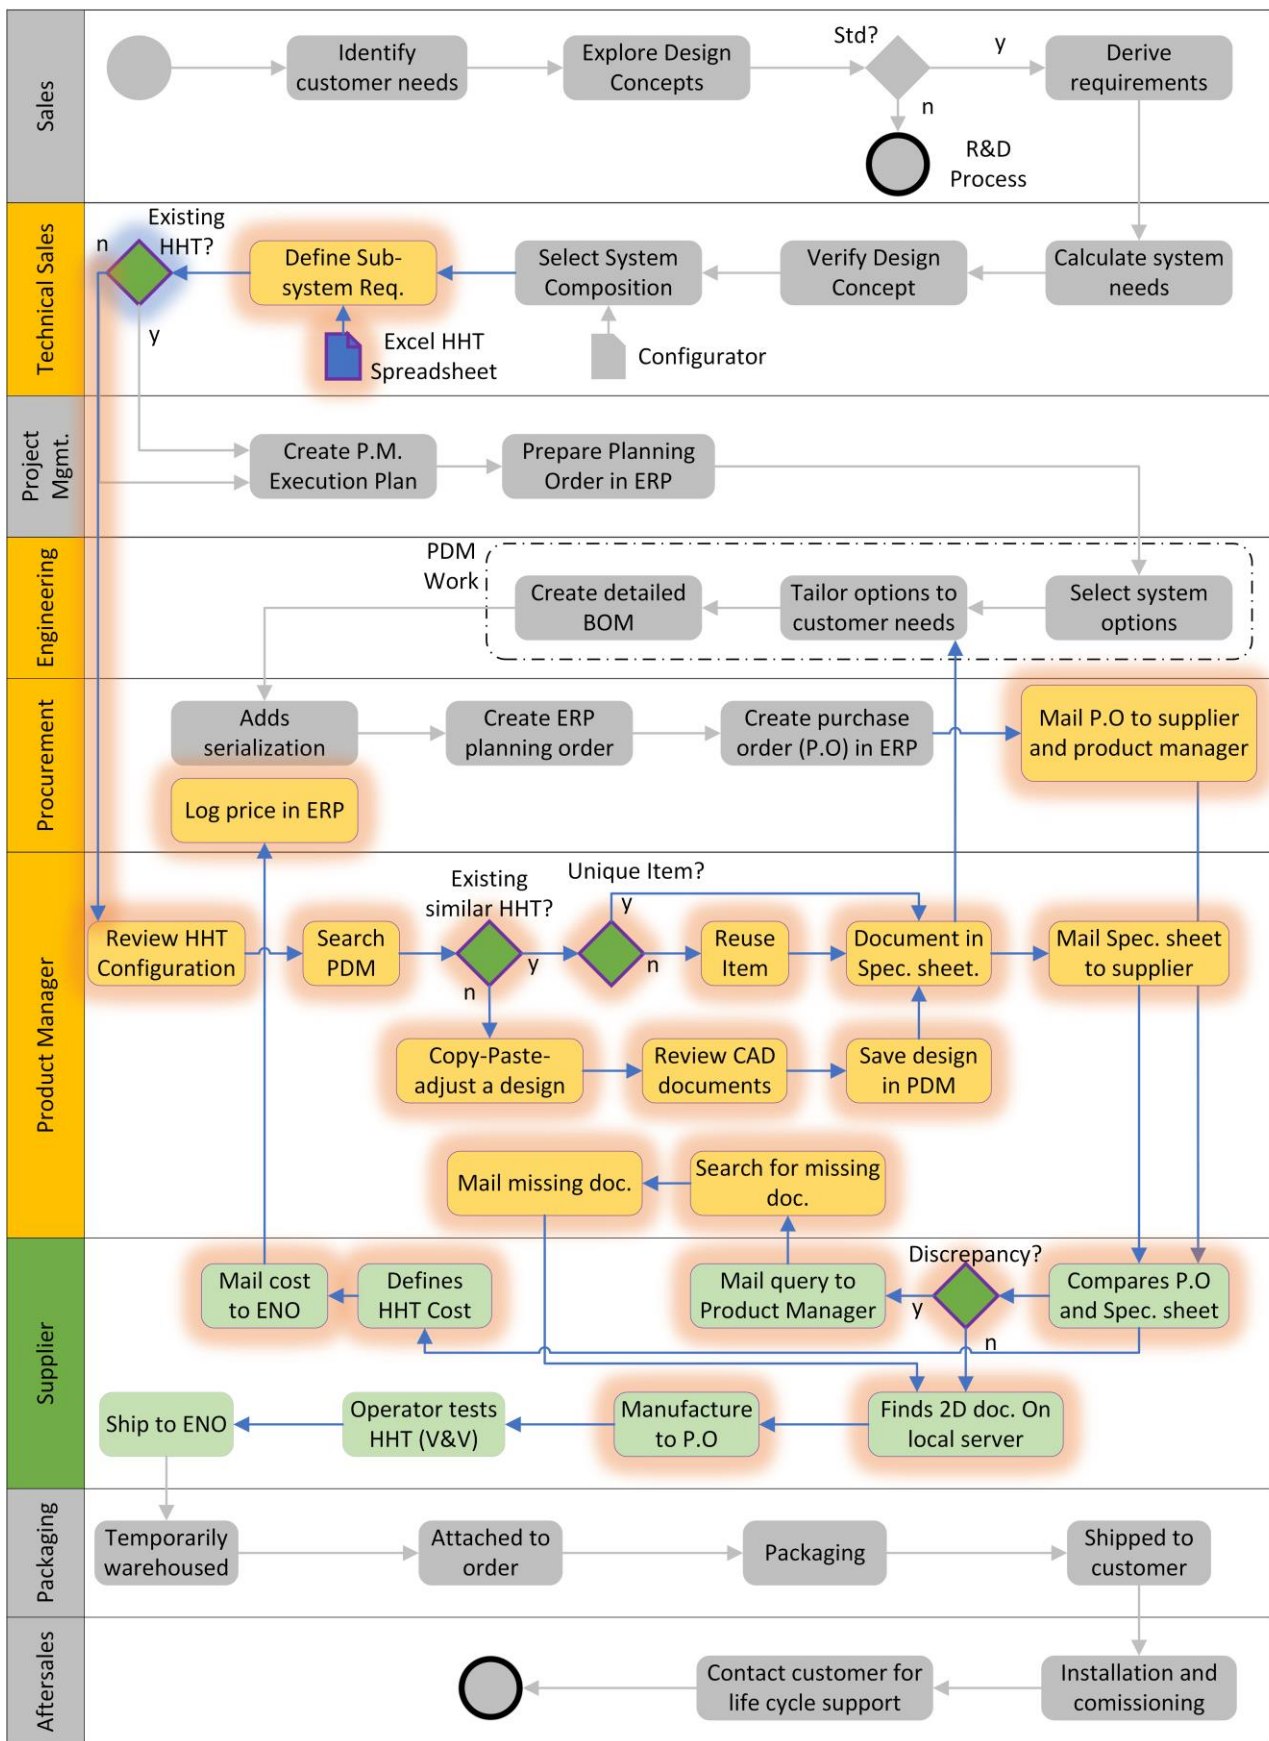 Sales
Identify
customer needs
Explore Design
Concepts
Std?
y
n
Derive
requirements
R&D
Process
Technical Sales
n
Existing
HHT?
y
Define Sub-
system Req.
Excel HHT
Spreadsheet
Select System
Composition
Configurator
Verify Design
Concept
Calculate system
needs
Project
Mgmt.
Create P.M.
Execution Plan
Prepare Planning
Order in ERP
Engineering
PDM
Work
Create detailed
BOM
Tailor options to
customer needs
Select system
options
Procurement
Adds
serialization
Create ERP
planning order
Create purchase
order (P.O) in ERP
Mail P.O to supplier
and product manager
Log price in ERP
Product Manager
Review HHT
Configuration
Search
PDM
Existing
similar HHT?
y
n
Unique Item?
y
n
Reuse
Item
Document in
Spec. sheet.
Mail Spec. sheet
to supplier
Copy-Paste-
adjust a design
Review CAD
documents
Save design
in PDM
Mail missing doc.
Search for missing
doc.
Supplier
Mail cost
to ENO
Defines
HHT Cost
Mail query to
Product Manager
Discrepancy?
y
n
Compares P.O
and Spec. sheet
Ship to ENO
Operator tests
HHT (V&V)
Manufacture
to P.O
Finds 2D doc. On
local server
Packaging
Temporarily
warehoused
Attached to
order
Packaging
Shipped to
customer
Aftersales
Contact customer for
life cycle support
Installation and
comissioning